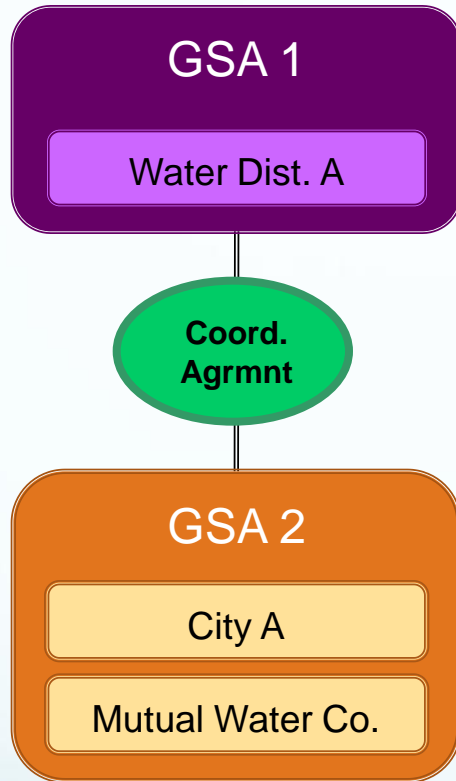 GSA 1
Water Dist. A
Coord.
Agrmnt
GSA 2
City A
Mutual Water Co.